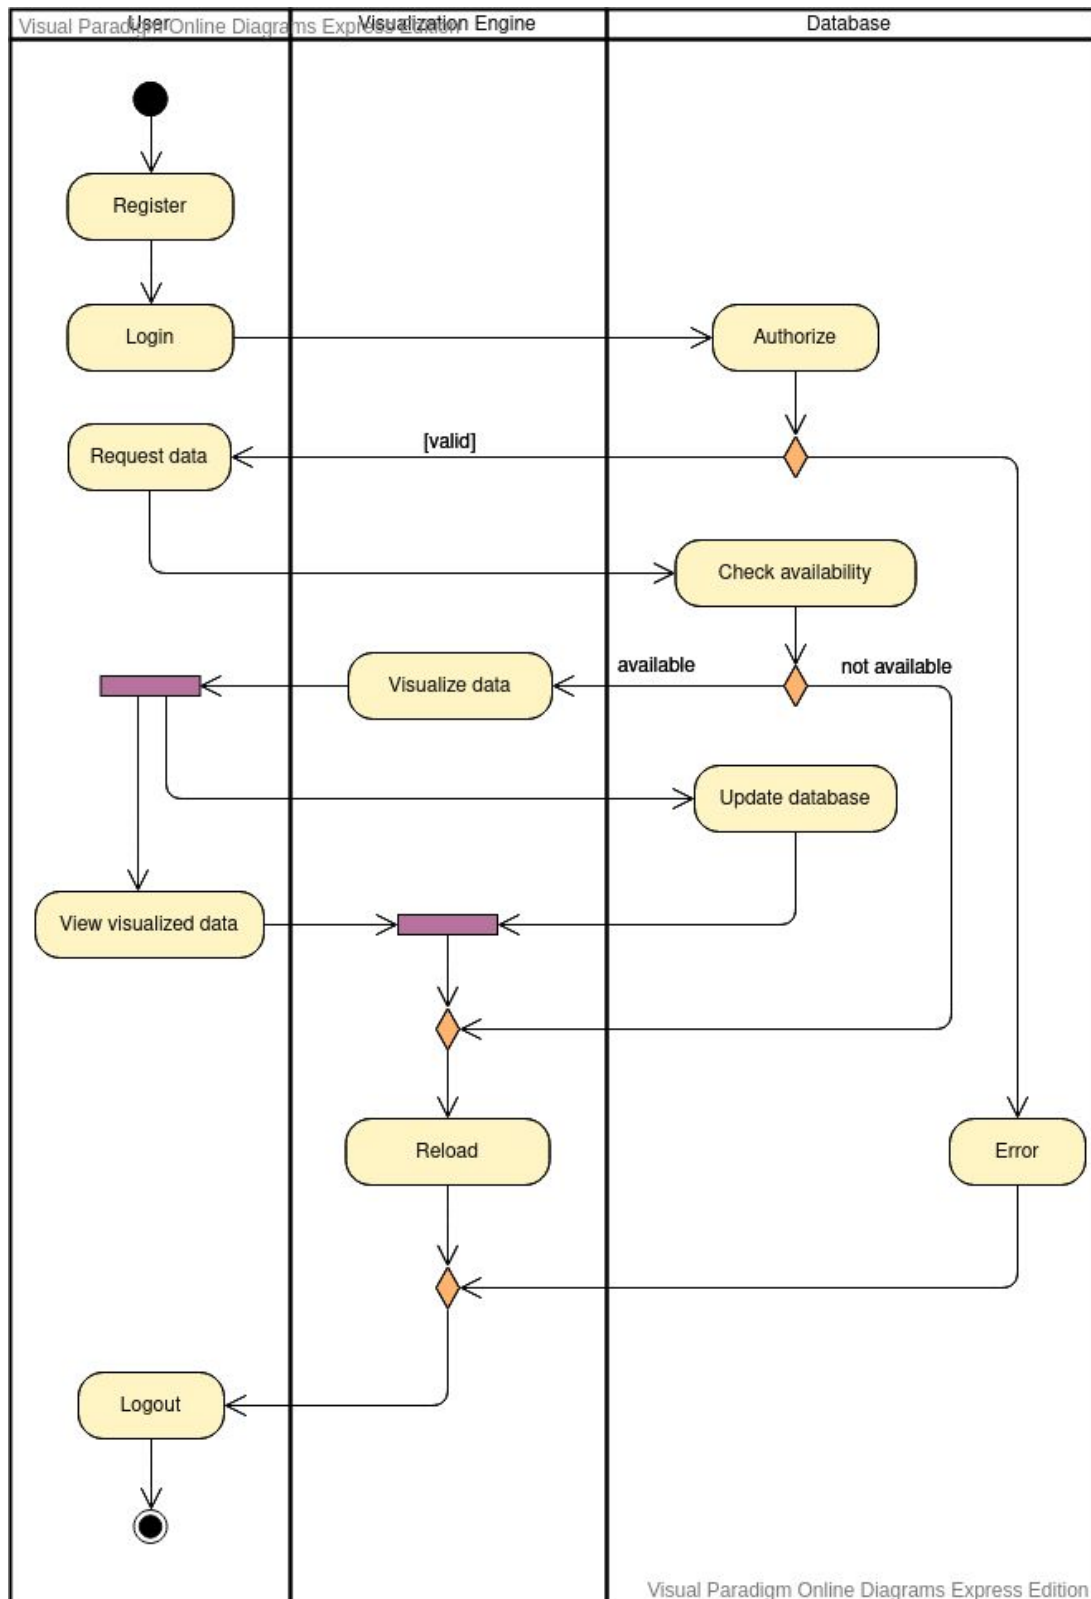 User
Visualization Engine
Database
Visual Paradigm Online Diagrams Express Edition
Register
Login
Authorize
[valid]
Request data
Check availability
available
not available
Visualize data
Update database
View visualized data
Reload
Error
Logout
Visual Paradigm Online Diagrams Express Edition